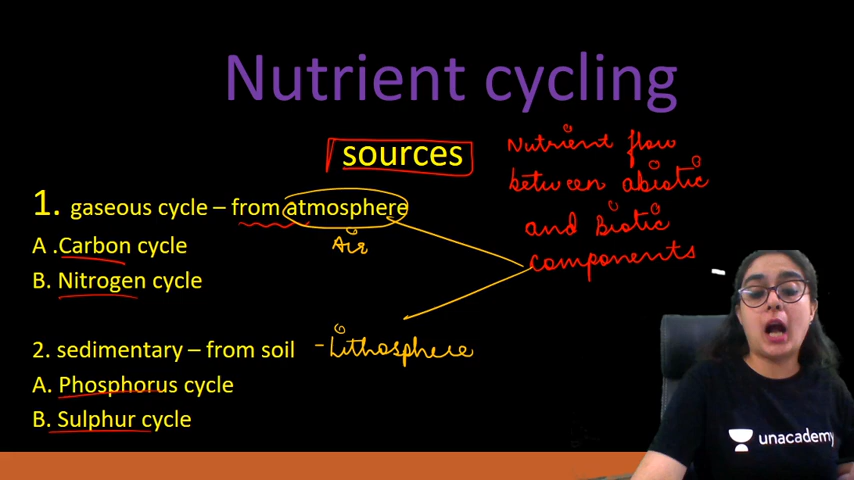 Nutrient cycling
sources
Nutrient flow
between abiotic
and Biotic
components
1. gaseous cycle – from atmosphere
Air
A .Carbon cycle
B. Nitrogen cycle
2. sedimentary – from soil - Lithosphere
A. Phosphorus cycle
B. Sulphur cycle
unacademy